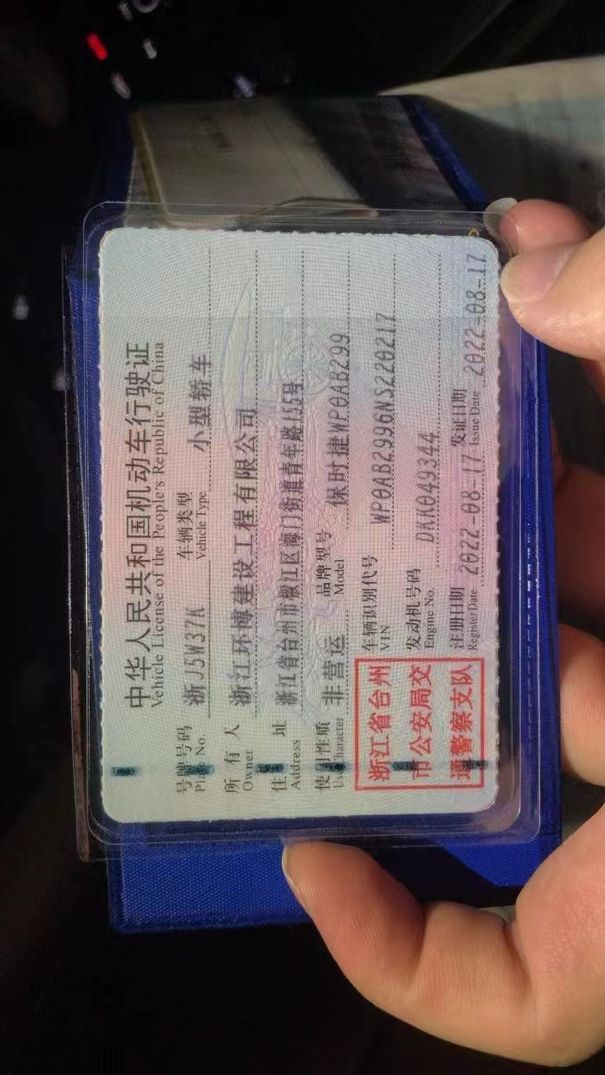 中华人民共和国机动车行驶证
Vehicle License of the People's Republic of China
号牌号码 Plate No. 浙J5W37K 车辆类型 Vehicle Type 小型轿车
所有人 Owner 浙江环博建设工程有限公司
住址 Address 浙江省台州市椒江区海门街道青年路155号
使用性质 Use Character 非营运 品牌型号 Model 保时捷WP0AB299
浙江省台州市公安局交通警察支队
车辆识别代号 VIN WP0AB2996NS220217
发动机号码 Engine No. DKK049344
注册日期 Register Date 2022-08-17 发证日期 Issue Date 2022-08-17